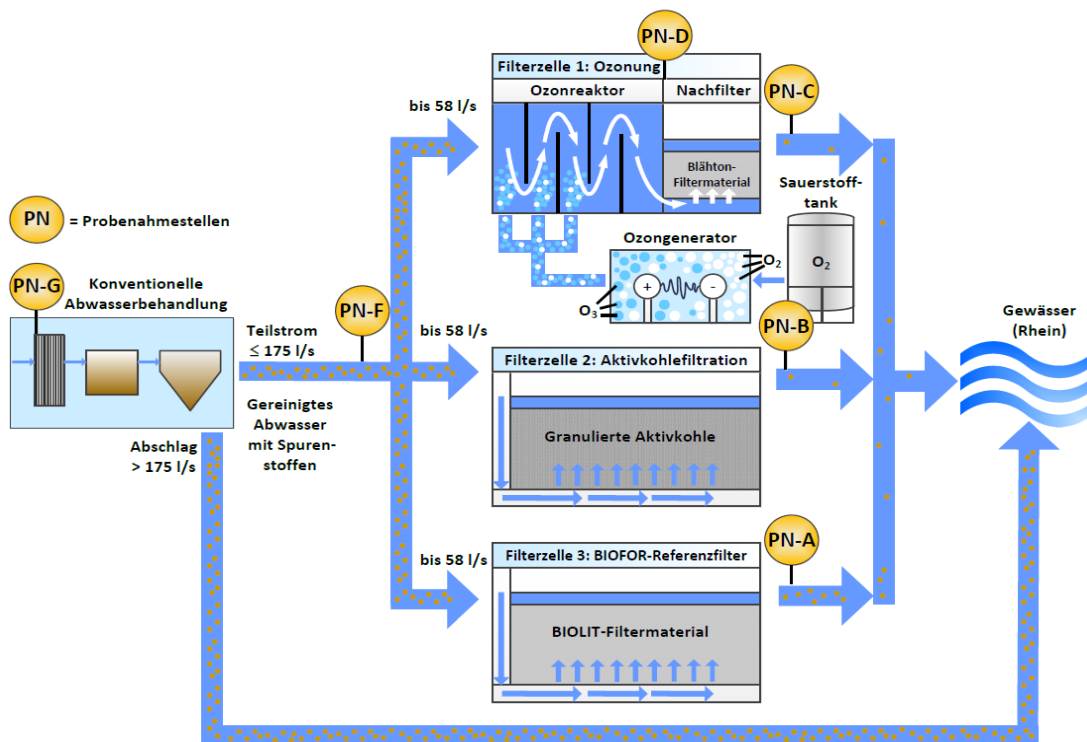 PN-D
Filterzelle 1: Ozonung
Ozonreaktor
Nachfilter
PN-C
bis 58 l/s
Blähton-
Filtermaterial
Sauerstoff-
tank
PN
= Probenahmestellen
Ozongenerator
O₂
O₂
+
-
O₃
PN-G
Konventionelle
Abwasserbehandlung
PN-F
PN-B
Teilstrom
≤ 175 l/s
bis 58 l/s
Filterzelle 2: Aktivkohlefiltration
Gewässer
(Rhein)
Gereinigtes
Abwasser
mit Spuren-
stoffen
Granulierte Aktivkohle
Abschlag
> 175 l/s
PN-A
bis 58 l/s
Filterzelle 3: BIOFOR-Referenzfilter
BIOLIT-Filtermaterial